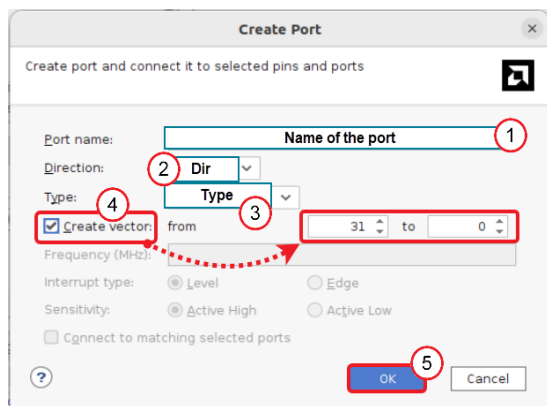 Create Port
Create port and connect it to selected pins and ports
Port name: Name of the port 1
Direction: 2 Dir
Type: Type 3
4
Create vector: from 31 to 0
Frequency (MHz):
Interrupt type: Level Edge
Sensitivity: Active High Active Low
Connect to matching selected ports
5
? OK Cancel